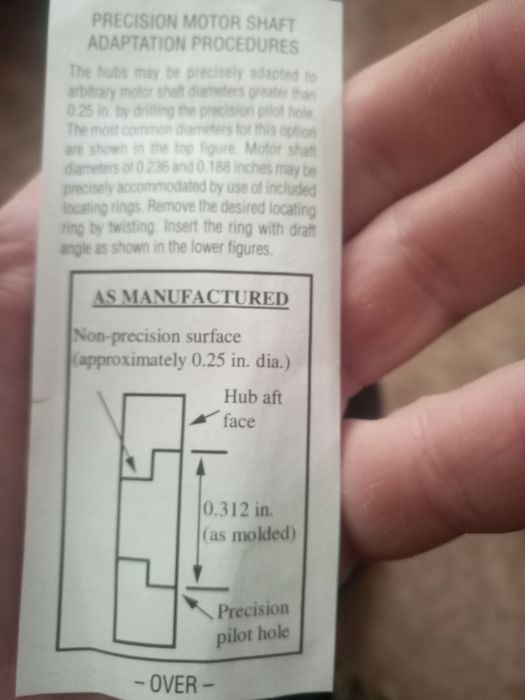 PRECISION MOTOR SHAFT
ADAPTATION PROCEDURES
The hubs may be precisely adapted to
arbitrary motor shaft diameters greater than
0.25 in. by drilling the precision pilot hole.
The most common diameters for this option
are shown in the top figure. Motor shaft
diameters of 0.236 and 0.188 inches may be
precisely accommodated by use of included
locating rings. Remove the desired locating
ring by twisting. Insert the ring with draft
angle as shown in the lower figures.
AS MANUFACTURED
Non-precision surface
(approximately 0.25 in. dia.)
Hub aft
face
0.312 in.
(as molded)
Precision
pilot hole
- OVER -